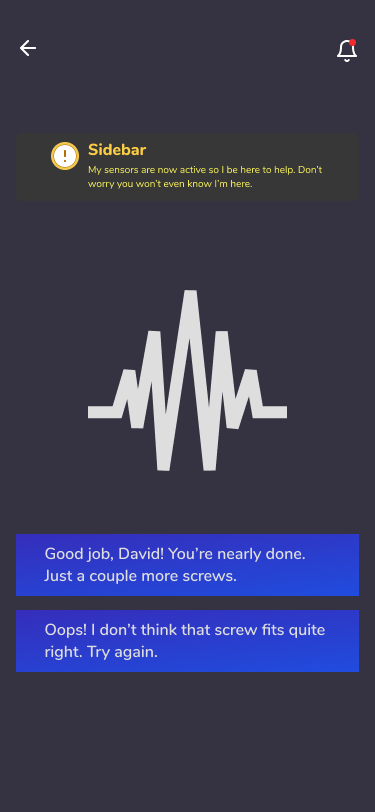 Sidebar
My sensors are now active so I be here to help. Don't
worry you won't even know I'm here.
Good job, David! You're nearly done.
Just a couple more screws.
Oops! I don't think that screw fits quite
right. Try again.